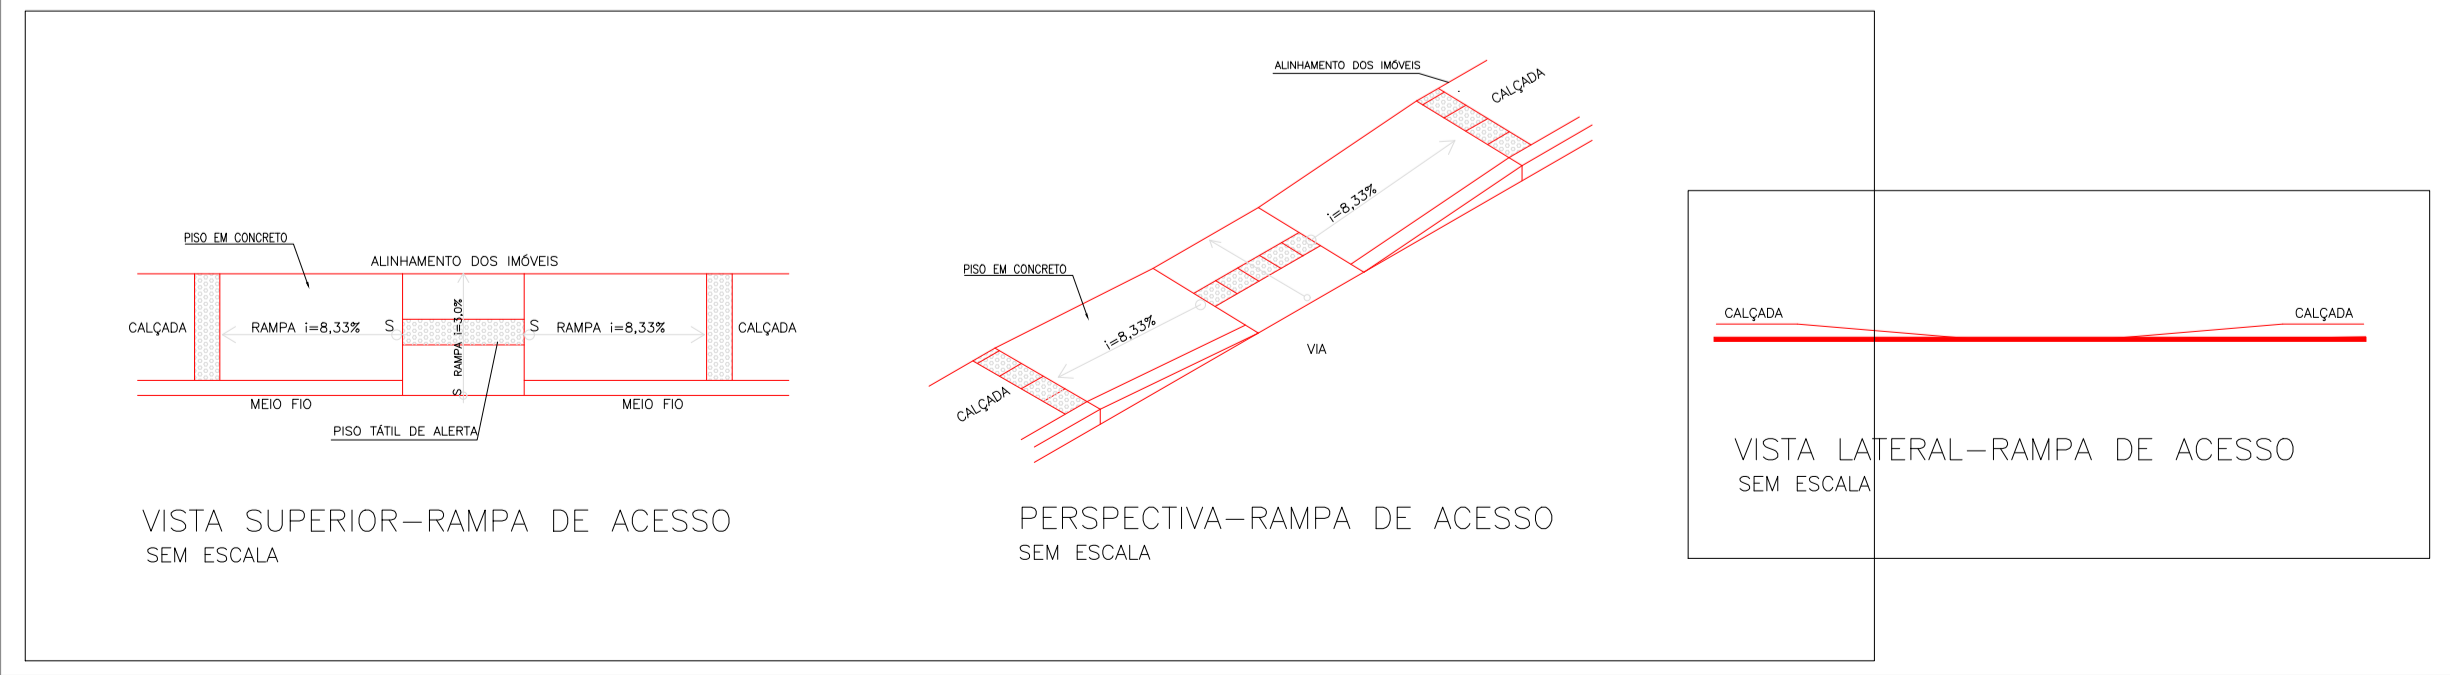 PISO EM CONCRETO
ALINHAMENTO DOS IMÓVEIS
CALÇADA
RAMPA i=8,33%
S
S RAMPA i=3,0%
S
RAMPA i=8,33%
CALÇADA
MEIO FIO
MEIO FIO
PISO TÁTIL DE ALERTA
VISTA SUPERIOR-RAMPA DE ACESSO
SEM ESCALA
ALINHAMENTO DOS IMÓVEIS
CALÇADA
i=8,33%
PISO EM CONCRETO
i=8,33%
VIA
CALÇADA
PERSPECTIVA-RAMPA DE ACESSO
SEM ESCALA
CALÇADA
CALÇADA
VISTA LATERAL-RAMPA DE ACESSO
SEM ESCALA